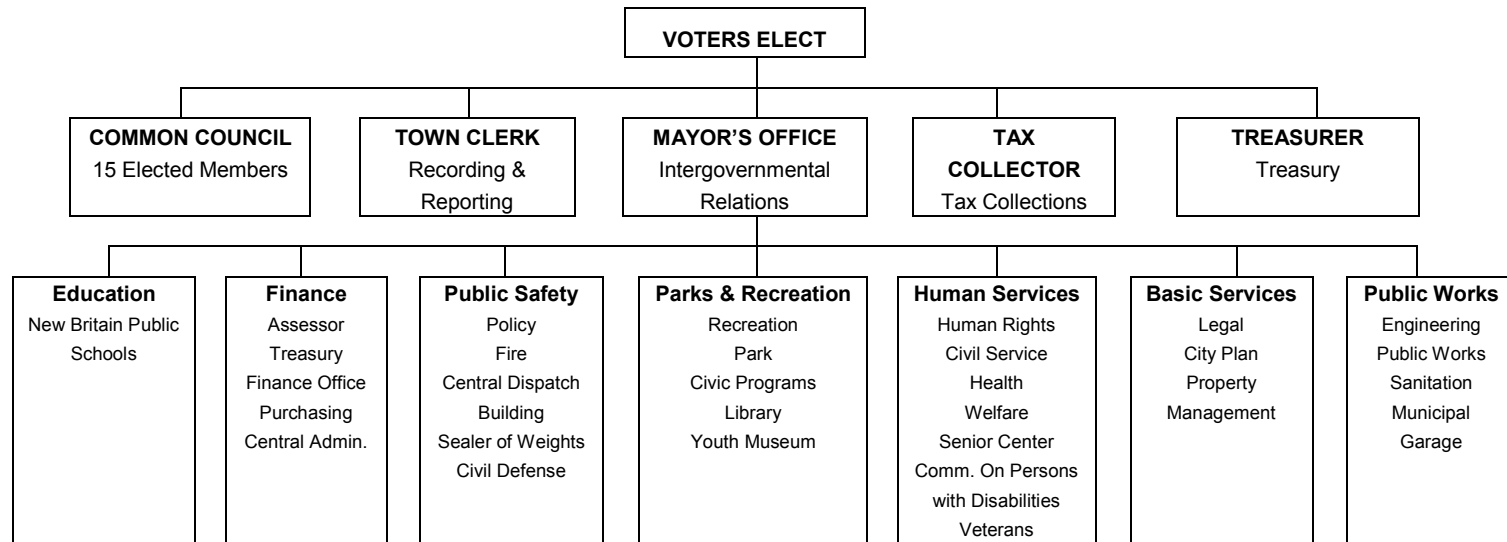 VOTERS ELECT
COMMON COUNCIL
15 Elected Members
TOWN CLERK
Recording &
Reporting
MAYOR'S OFFICE
Intergovernmental
Relations
TAX
COLLECTOR
Tax Collections
TREASURER
Treasury
Education
New Britain Public
Schools
Finance
Assessor
Treasury
Finance Office
Purchasing
Central Admin.
Public Safety
Policy
Fire
Central Dispatch
Building
Sealer of Weights
Civil Defense
Parks & Recreation
Recreation
Park
Civic Programs
Library
Youth Museum
Human Services
Human Rights
Civil Service
Health
Welfare
Senior Center
Comm. On Persons
with Disabilities
Veterans
Basic Services
Legal
City Plan
Property
Management
Public Works
Engineering
Public Works
Sanitation
Municipal
Garage